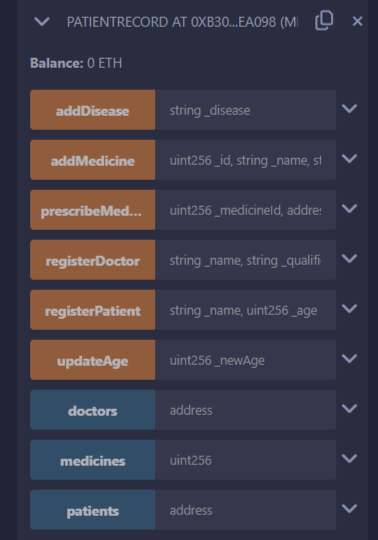 PATIENTRECORD AT 0XB30...EA098 (M
Balance: 0 ETH
addDisease string _disease
addMedicine uint256 _id, string _name, st
prescribeMed... uint256 _medicineId, addres
registerDoctor string _name, string _qualifi
registerPatient string _name, uint256 _age
updateAge uint256 _newAge
doctors address
medicines uint256
patients address